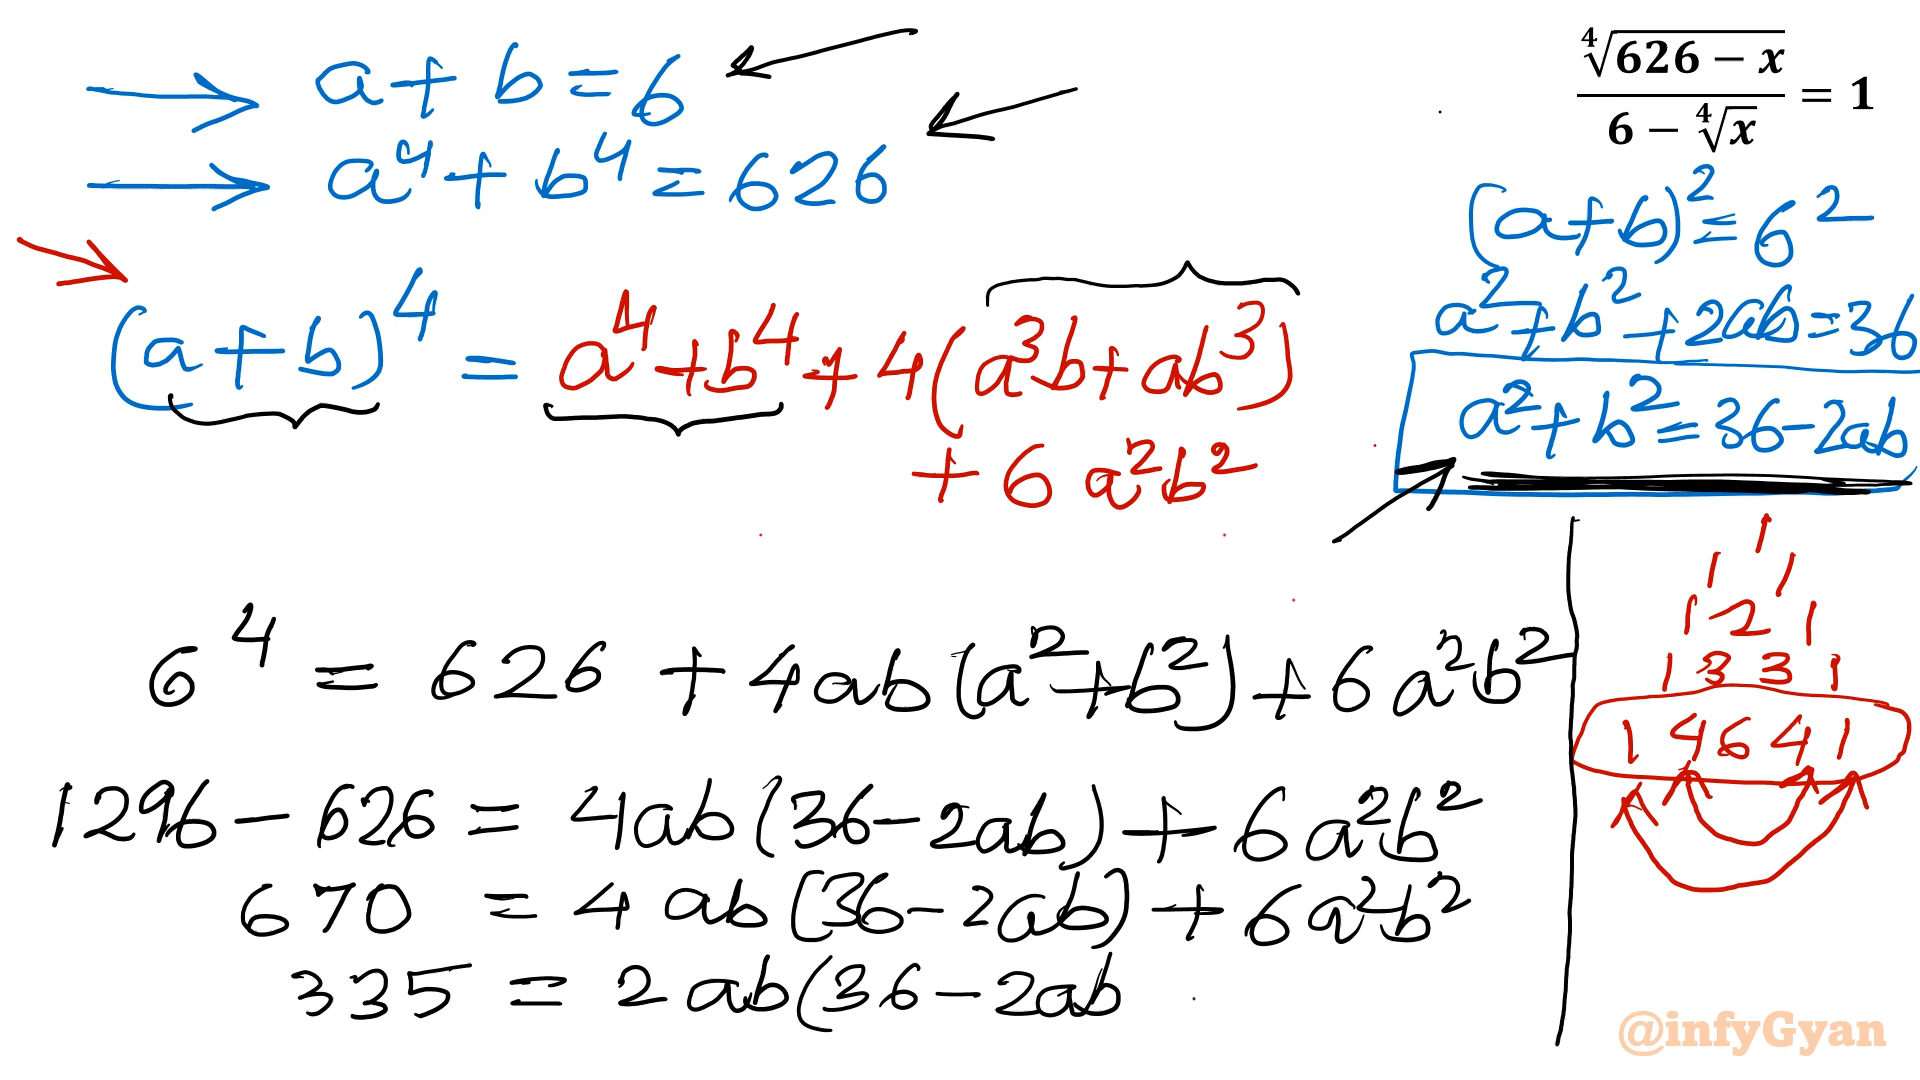 a + b = 6
a⁴ + b⁴ = 626
(a + b)⁴ = a⁴ + b⁴ + 4(a³b + ab³)
+ 6 a²b²
6⁴ = 626 + 4ab(a² + b²) + 6a²b²
1296 - 626 = 4ab(36 - 2ab) + 6a²b²
670 = 4ab(36 - 2ab) + 6a²b²
335 = 2ab(36 - 2ab
⁴√(626 − x) / (6 − ⁴√x) = 1
(a + b)² = 6²
a² + b² + 2ab = 36
a² + b² = 36 - 2ab
1
1 1
1 2 1
1 3 3 1
1 4 6 4 1
@infyGyan